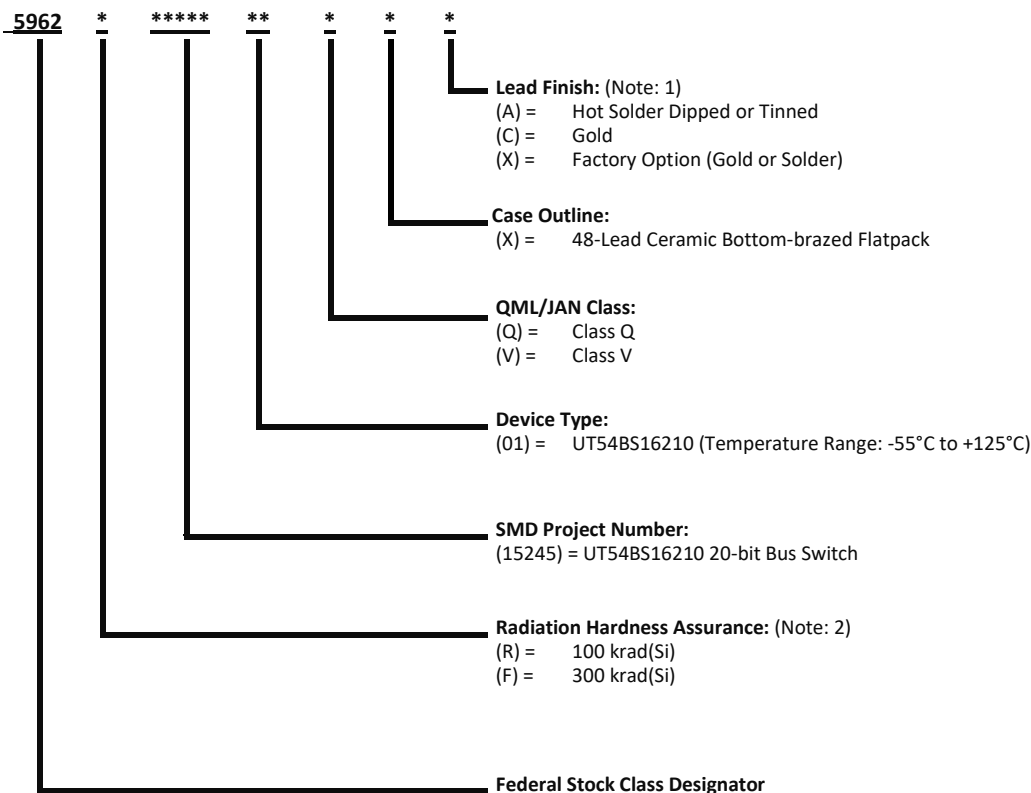 5962 * ***** ** * * *
Lead Finish: (Note: 1)
(A) = Hot Solder Dipped or Tinned
(C) = Gold
(X) = Factory Option (Gold or Solder)
Case Outline:
(X) = 48-Lead Ceramic Bottom-brazed Flatpack
QML/JAN Class:
(Q) = Class Q
(V) = Class V
Device Type:
(01) = UT54BS16210 (Temperature Range: -55°C to +125°C)
SMD Project Number:
(15245) = UT54BS16210 20-bit Bus Switch
Radiation Hardness Assurance: (Note: 2)
(R) = 100 krad(Si)
(F) = 300 krad(Si)
Federal Stock Class Designator